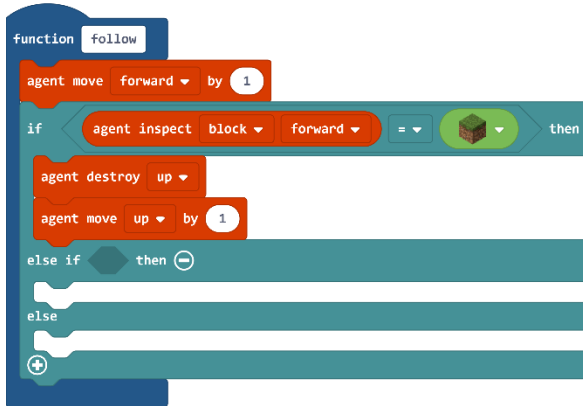 function follow
agent move forward by 1
if agent inspect block forward = then
agent destroy up
agent move up by 1
else if then
else